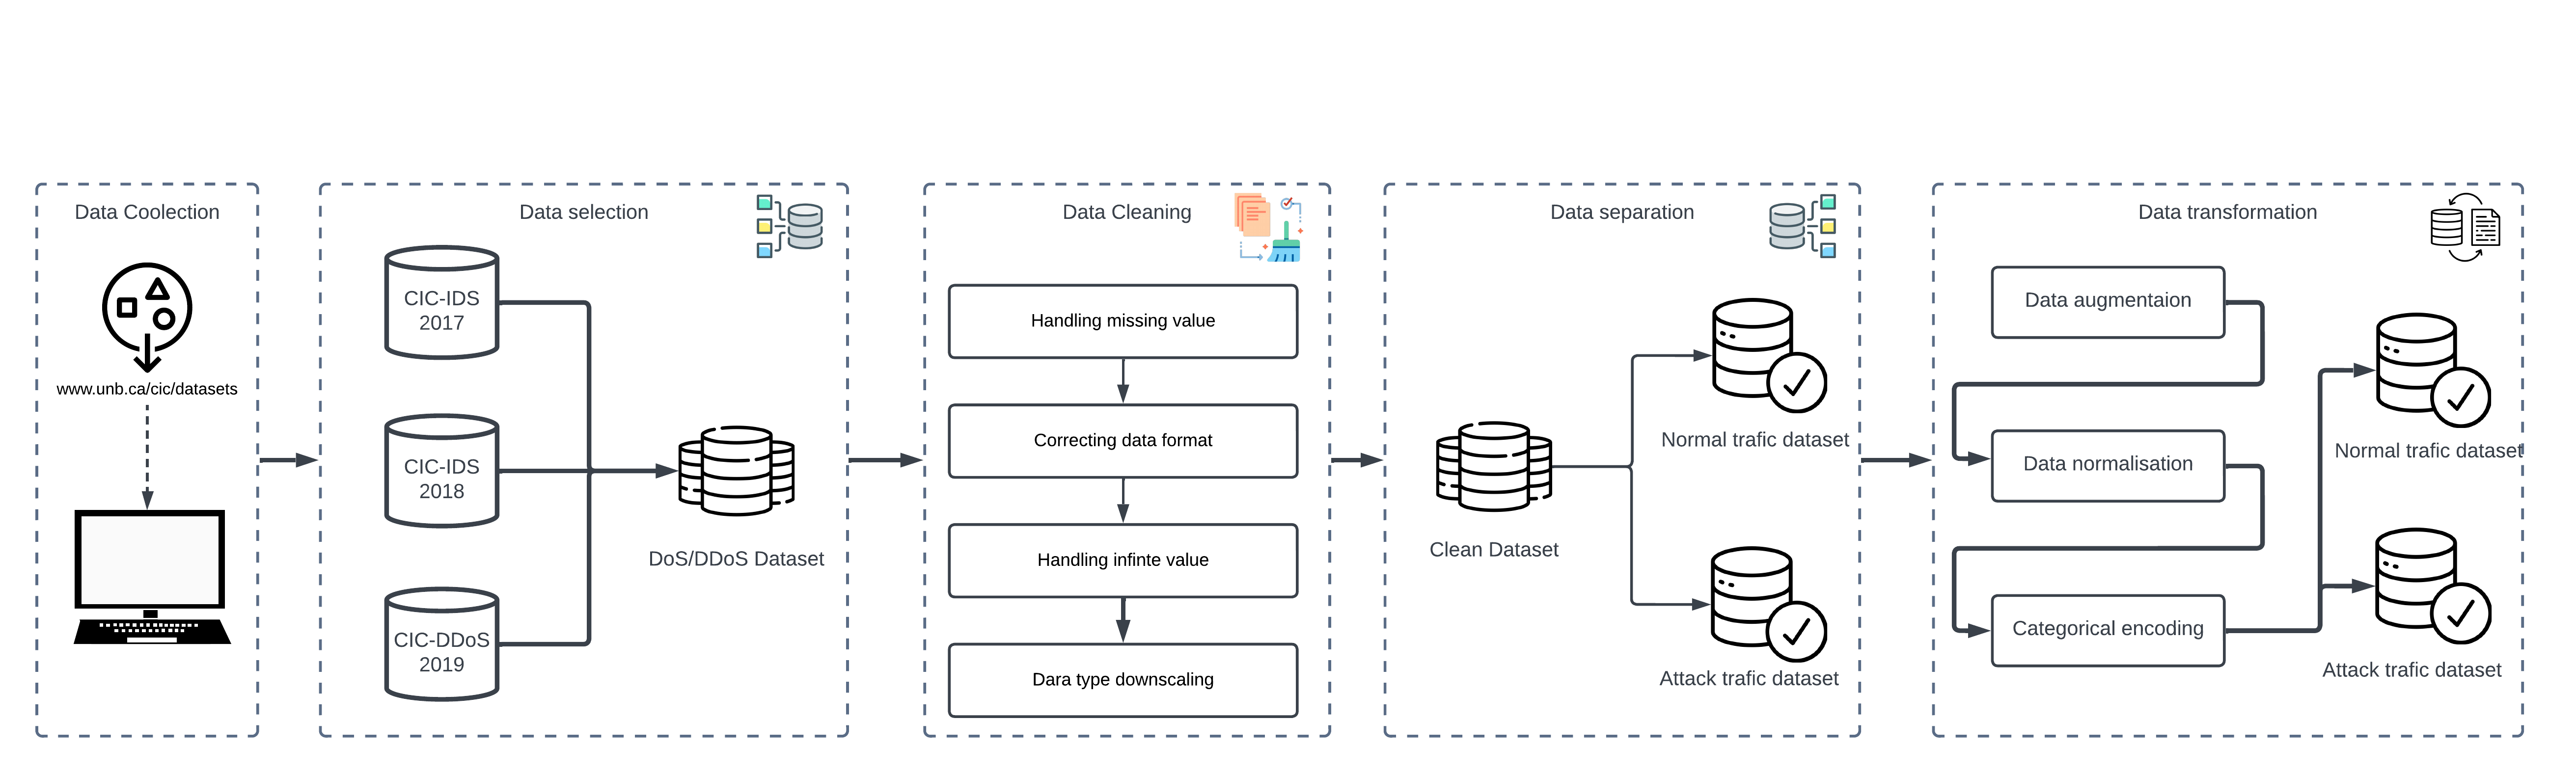 Data Coolection
www.unb.ca/cic/datasets
Data selection
CIC-IDS
2017
CIC-IDS
2018
CIC-DDoS
2019
DoS/DDoS Dataset
Data Cleaning
Handling missing value
Correcting data format
Handling infinte value
Dara type downscaling
Data separation
Clean Dataset
Normal trafic dataset
Attack trafic dataset
Data transformation
Data augmentaion
Data normalisation
Categorical encoding
Normal trafic dataset
Attack trafic dataset